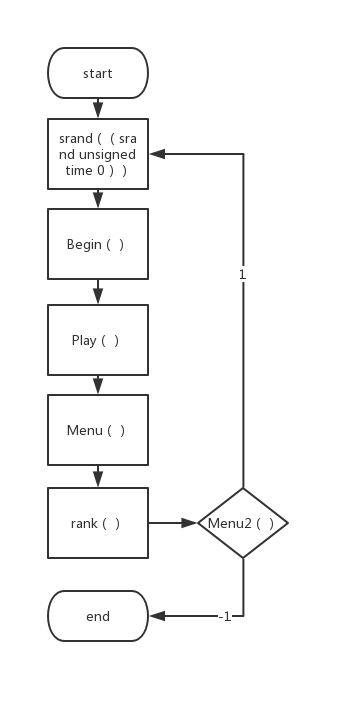 start
srand ( ( sra
nd unsigned
time 0 ) )
Begin ( )
1
Play ( )
Menu ( )
rank ( )
Menu2 ( )
end
-1